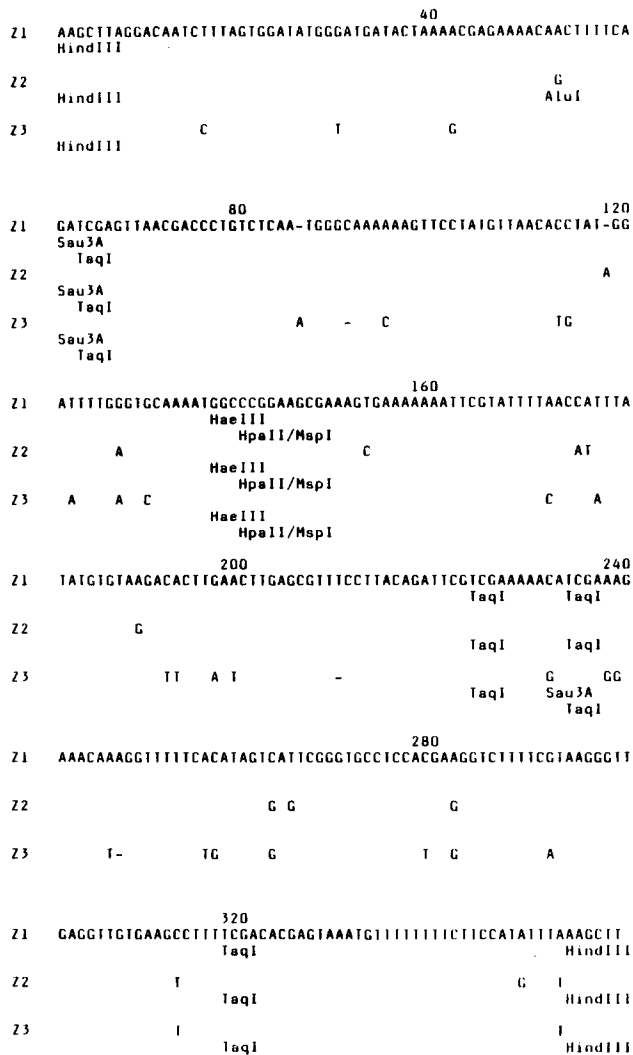 40
Z1 AAGCTTAGGACAATCTTTAGTGGATATGGGATGATACTAAAACGAGAAAACAACTTTTCA
HindIII
Z2 G
HindIII AluI
Z3 C T G
HindIII
80 120
Z1 GATCGAGTTAACGACCCTGTCTCAA-TGGGCAAAAAAGTTCCTATGTTAACACCTAT-GG
Sau3A
TaqI
Z2 A
Sau3A
TaqI
Z3 A - C TG
Sau3A
TaqI
160
Z1 ATTTTGGGTGCAAAATGGCCCGGAAGCGAAAGTGAAAAAAATTCGTATTTTAACCATTTA
HaeIII
HpaII/MspI
Z2 A C AT
HaeIII
HpaII/MspI
Z3 A A C C A
HaeIII
HpaII/MspI
200 240
Z1 TATGTGTAAGACACTTGAACTTGAGCGTTTCCTTACAGATTCGTCGAAAAACATCGAAAG
TaqI TaqI
Z2 G
TaqI TaqI
Z3 TT A T - G GG
TaqI Sau3A
TaqI
280
Z1 AAACAAAGGTTTTTCACATAGTCATTCGGGTGCCTCCACGAAGGTCTTTTCGTAAGGGTT
Z2 G G G
Z3 T- TG G T G A
320
Z1 GAGGTTGTGAAGCCTTTTCGACACGAGTAAATGTTTTTTTTCTTCCATATTTAAAGCTT
TaqI HindIII
Z2 T G T
TaqI HindIII
Z3 T T
TaqI HindIII